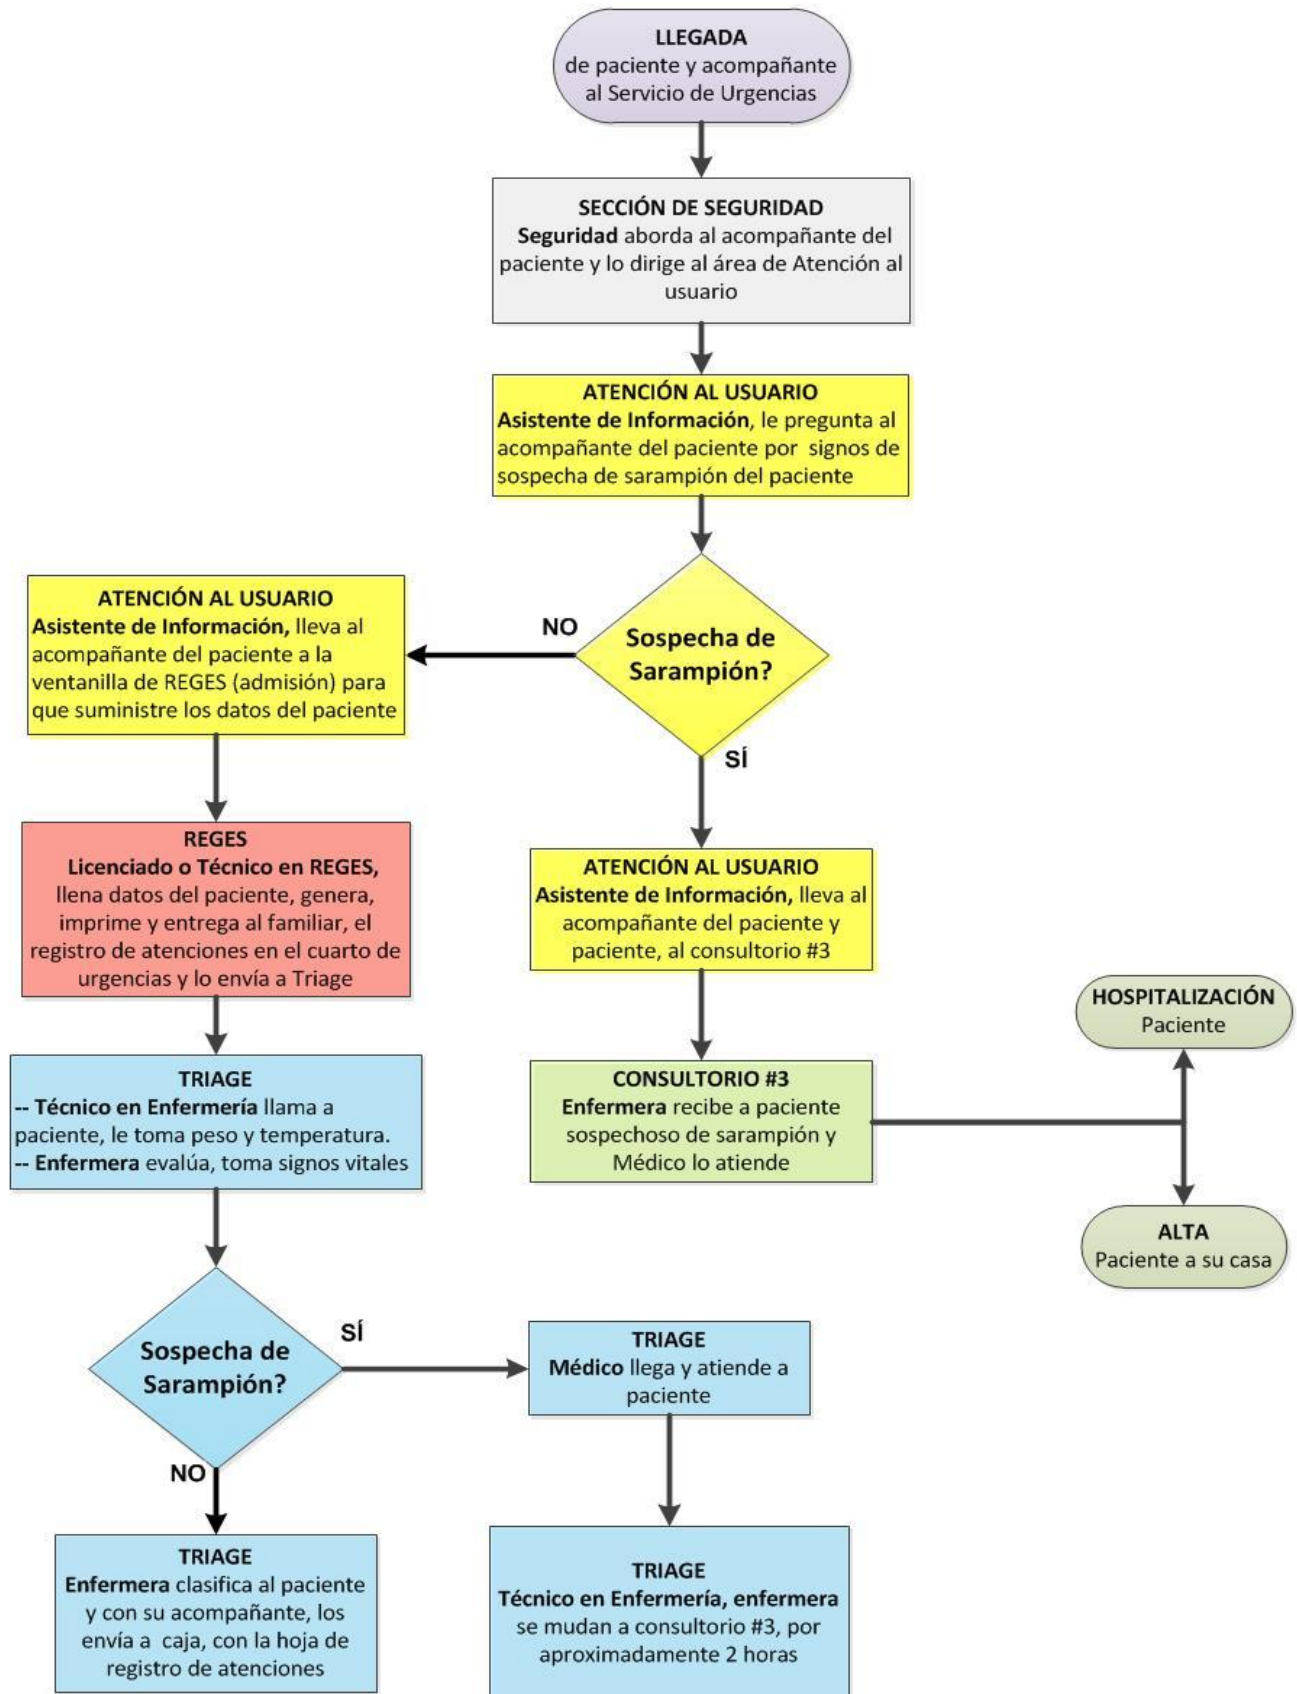 LLEGADA
de paciente y acompañante
al Servicio de Urgencias
SECCIÓN DE SEGURIDAD
Seguridad aborda al acompañante del
paciente y lo dirige al área de Atención al
usuario
ATENCIÓN AL USUARIO
Asistente de Información, le pregunta al
acompañante del paciente por signos de
sospecha de sarampión del paciente
Sospecha de
Sarampión?
NO
ATENCIÓN AL USUARIO
Asistente de Información, lleva al
acompañante del paciente a la
ventanilla de REGES (admisión) para
que suministre los datos del paciente
SÍ
REGES
Licenciado o Técnico en REGES,
llena datos del paciente, genera,
imprime y entrega al familiar, el
registro de atenciones en el cuarto de
urgencias y lo envía a Triage
ATENCIÓN AL USUARIO
Asistente de Información, lleva al
acompañante del paciente y
paciente, al consultorio #3
HOSPITALIZACIÓN
Paciente
TRIAGE
-- Técnico en Enfermería llama a
paciente, le toma peso y temperatura.
-- Enfermera evalúa, toma signos vitales
CONSULTORIO #3
Enfermera recibe a paciente
sospechoso de sarampión y
Médico lo atiende
ALTA
Paciente a su casa
Sospecha de
Sarampión?
SÍ
TRIAGE
Médico llega y atiende a
paciente
NO
TRIAGE
Enfermera clasifica al paciente
y con su acompañante, los
envía a caja, con la hoja de
registro de atenciones
TRIAGE
Técnico en Enfermería, enfermera
se mudan a consultorio #3, por
aproximadamente 2 horas